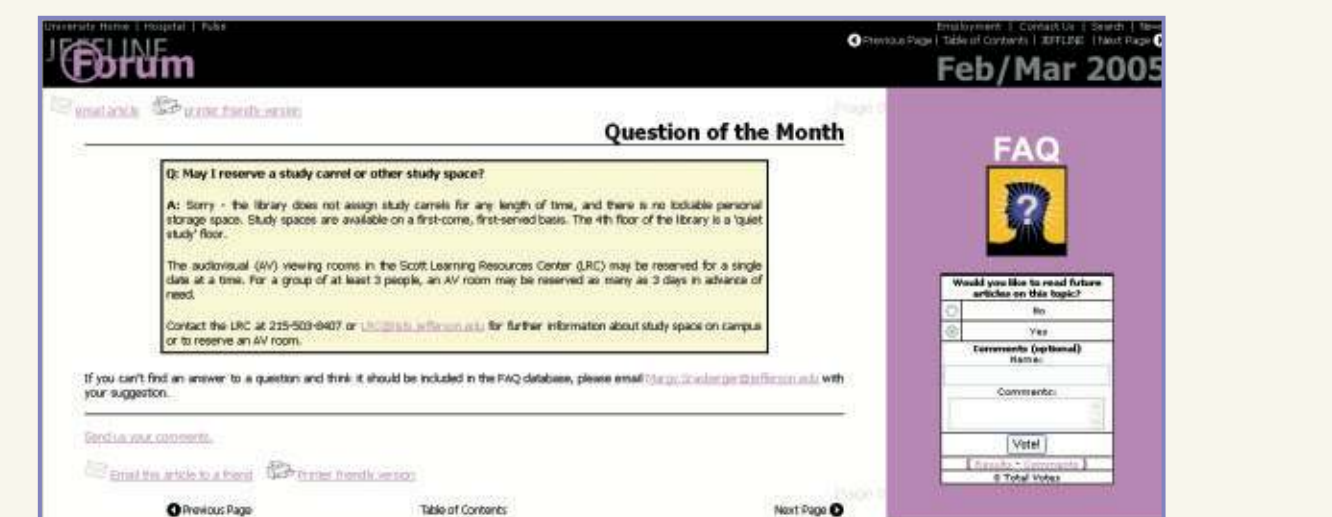 University Home | Hospital | Pulse
Employment | Contact Us | Search | News
JEFFLINE
Forum
Previous Page | Table of Contents | JEFFLINE | Next Page
Feb/Mar 2005
email article printer friendly version
Question of the Month
FAQ
?
Q: May I reserve a study carrel or other study space?
A: Sorry - the library does not assign study carrels for any length of time, and there is no lockable personal
storage space. Study spaces are available on a first-come, first-served basis. The 4th floor of the library is a 'quiet
study' floor.
The audiovisual (AV) viewing rooms in the Scott Learning Resources Center (LRC) may be reserved for a single
date at a time. For a group of at least 3 people, an AV room may be reserved as many as 3 days in advance of
need.
Contact the LRC at 215-503-8407 or for further information about study space on campus
or to reserve an AV room.
If you can't find an answer to a question and think it should be included in the FAQ database, please email with
your suggestion.
Send us your comments.
Email this article to a friend Printer friendly version
Previous Page Table of Contents Next Page
Would you like to read future
articles on this topic?
No
Yes
Comments (optional)
Name:
Comments:
Vote!
[ Results - Comments ]
0 Total Votes